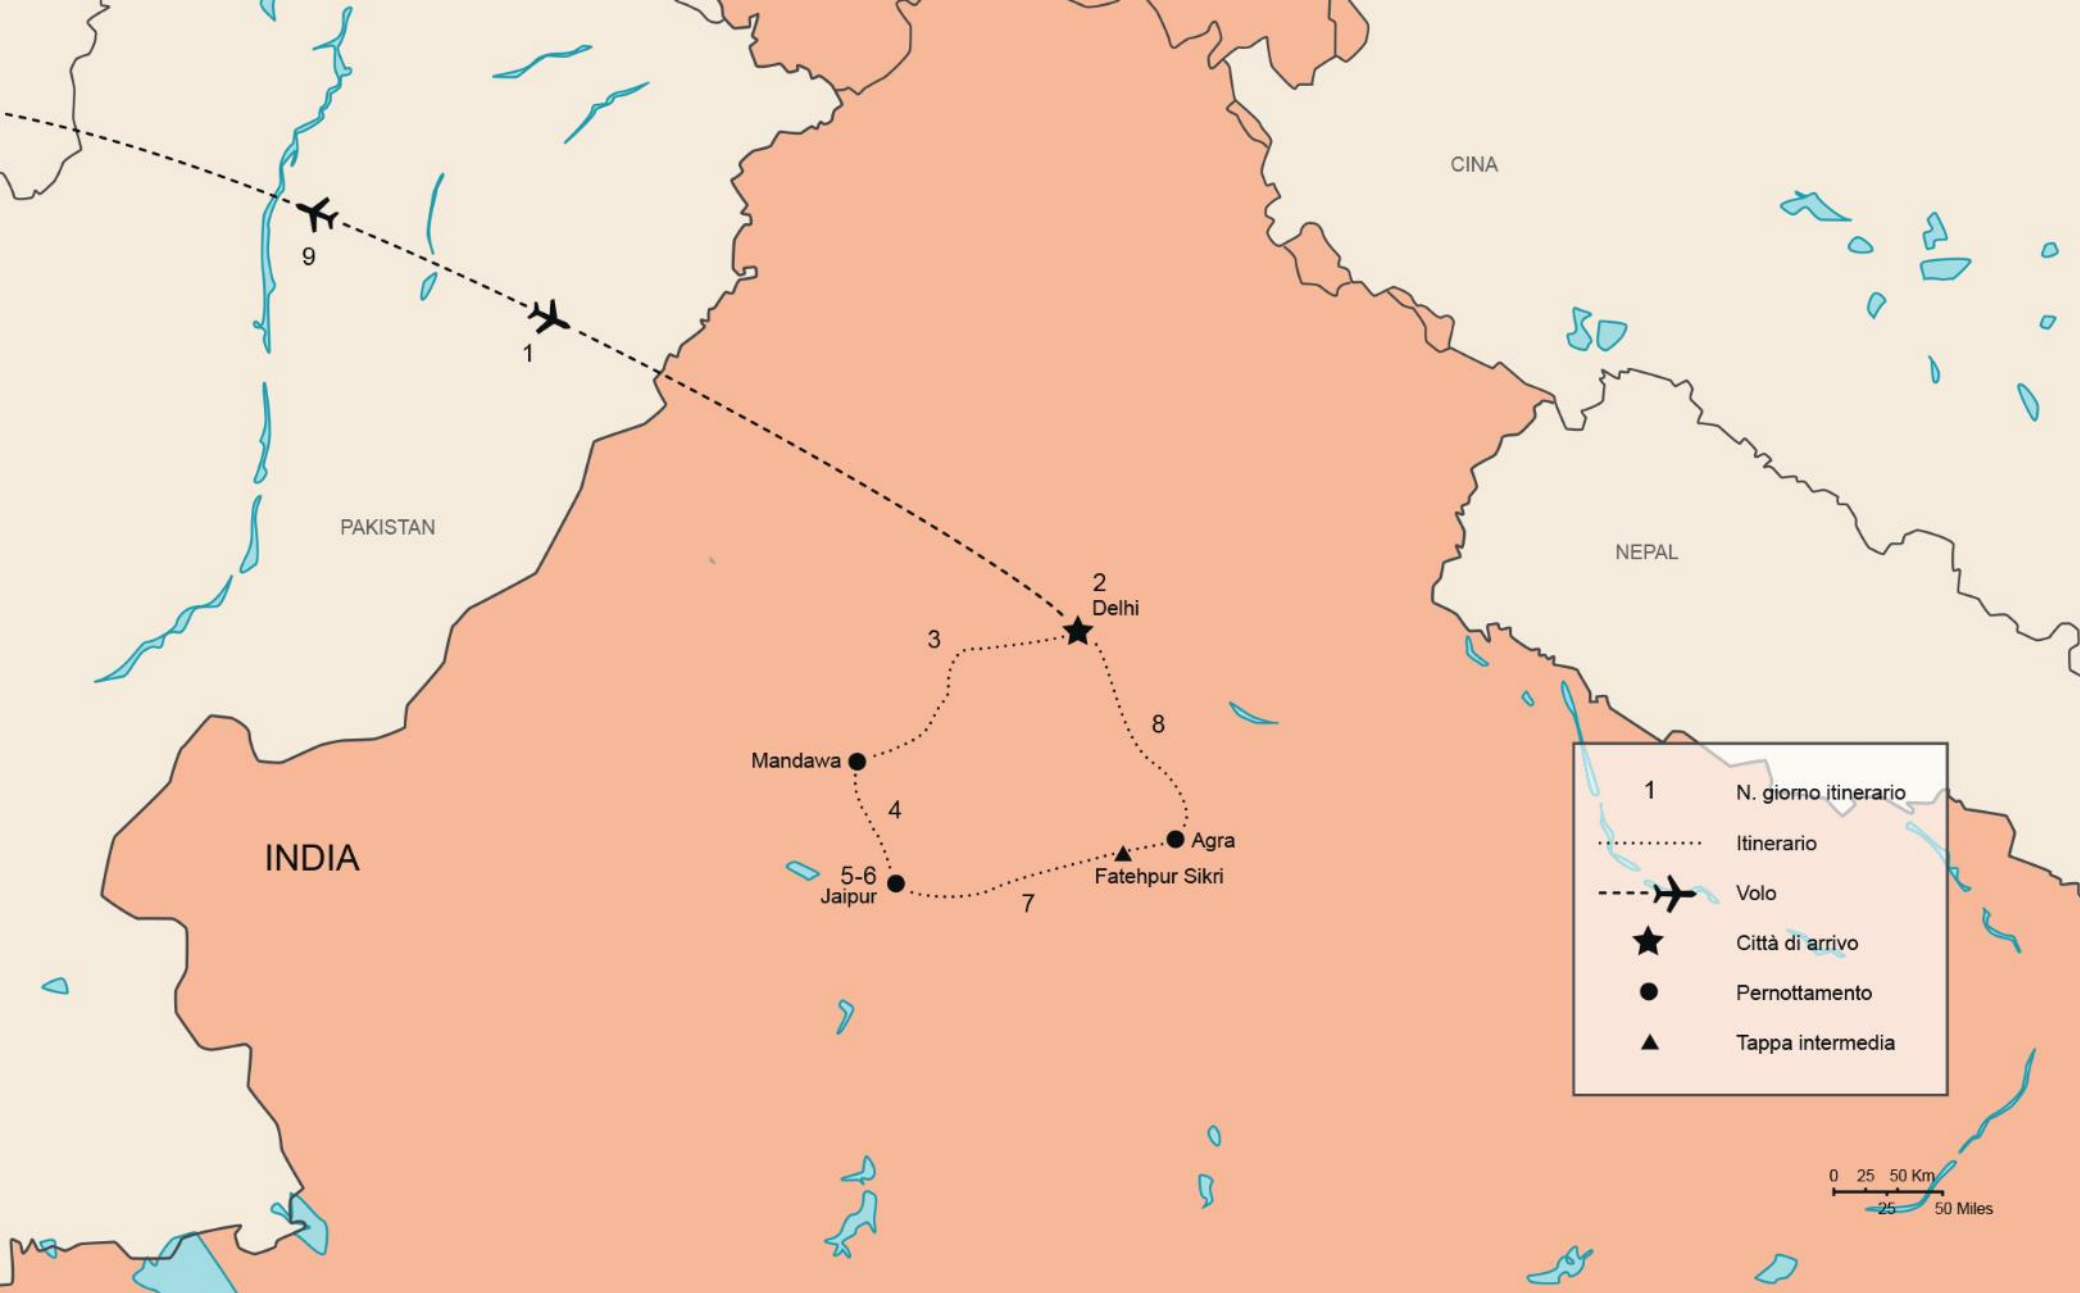 CINA
9
1
PAKISTAN
NEPAL
2
Delhi
3
8
Mandawa
4
INDIA
Agra
5-6
Jaipur
Fatehpur Sikri
7
1 N. giorno itinerario
Itinerario
Volo
Città di arrivo
Pernottamento
Tappa intermedia
0 25 50 Km
25 50 Miles